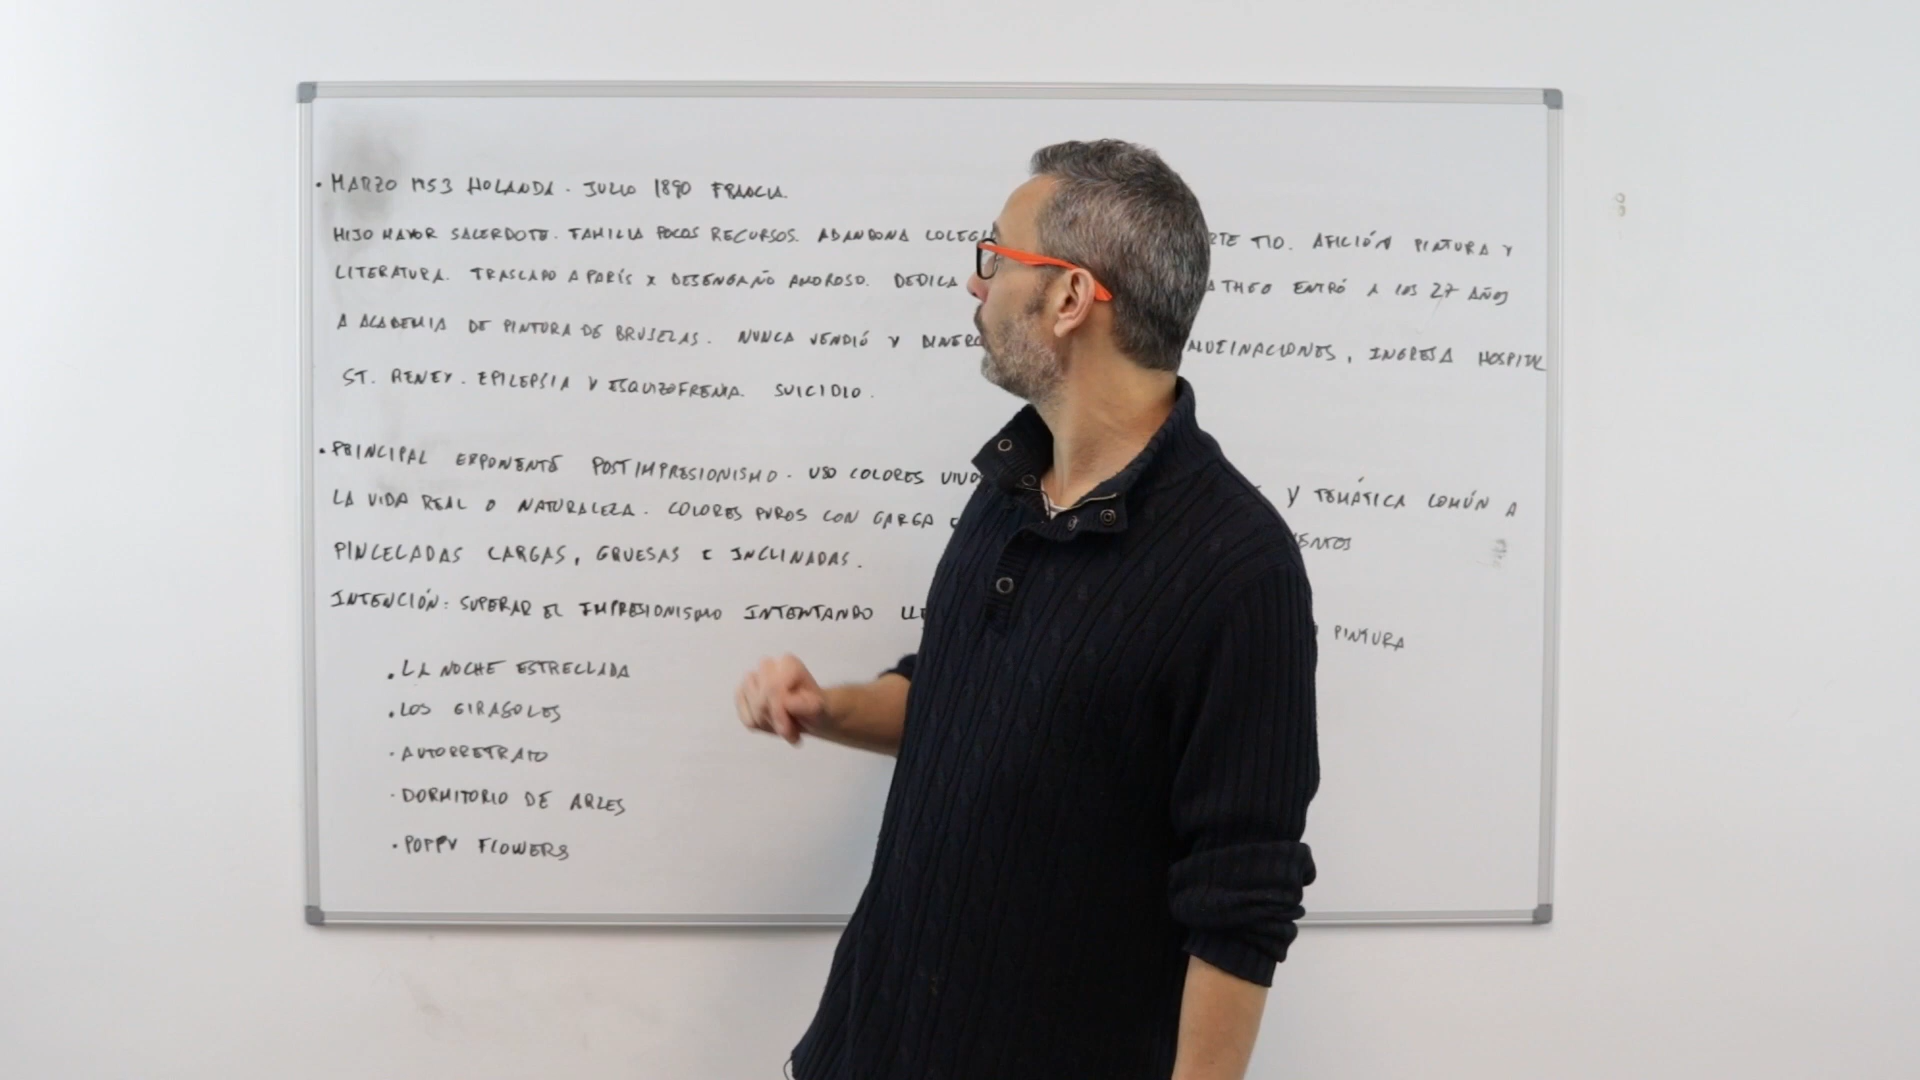 · MARZO 1853 HOLANDA - JULIO 1890 FRANCIA.
HIJO MAYOR SACERDOTE. FAMILIA POCOS RECURSOS. ABANDONA TIO. AFICIÓN PINTURA Y
LITERATURA. TRASLADO A PARÍS X DESENGAÑO AMOROSO. DEDICA A THEO ENTRÓ A LOS 27 AÑOS
A ACADEMIA DE PINTURA DE BRUSELAS. NUNCA VENDIÓ Y , INGRESA HOSPITAL
ST. REMEY. EPILEPSIA Y ESQUIZOFRENIA. SUICIDIO.
· PRINCIPAL EXPONENTE POSTIMPRESIONISMO - USO COLORES Y TEMÁTICA COMÚN A
LA VIDA REAL O NATURALEZA. COLORES PUROS CON CARGA
PINCELADAS CARGAS, GRUESAS E INCLINADAS.
INTENCIÓN: SUPERAR EL IMPRESIONISMO INTENTANDO PINTURA
· LA NOCHE ESTRELLADA
· LOS GIRASOLES
· AUTORRETRATO
· DORMITORIO DE ARLES
· POPPY FLOWERS